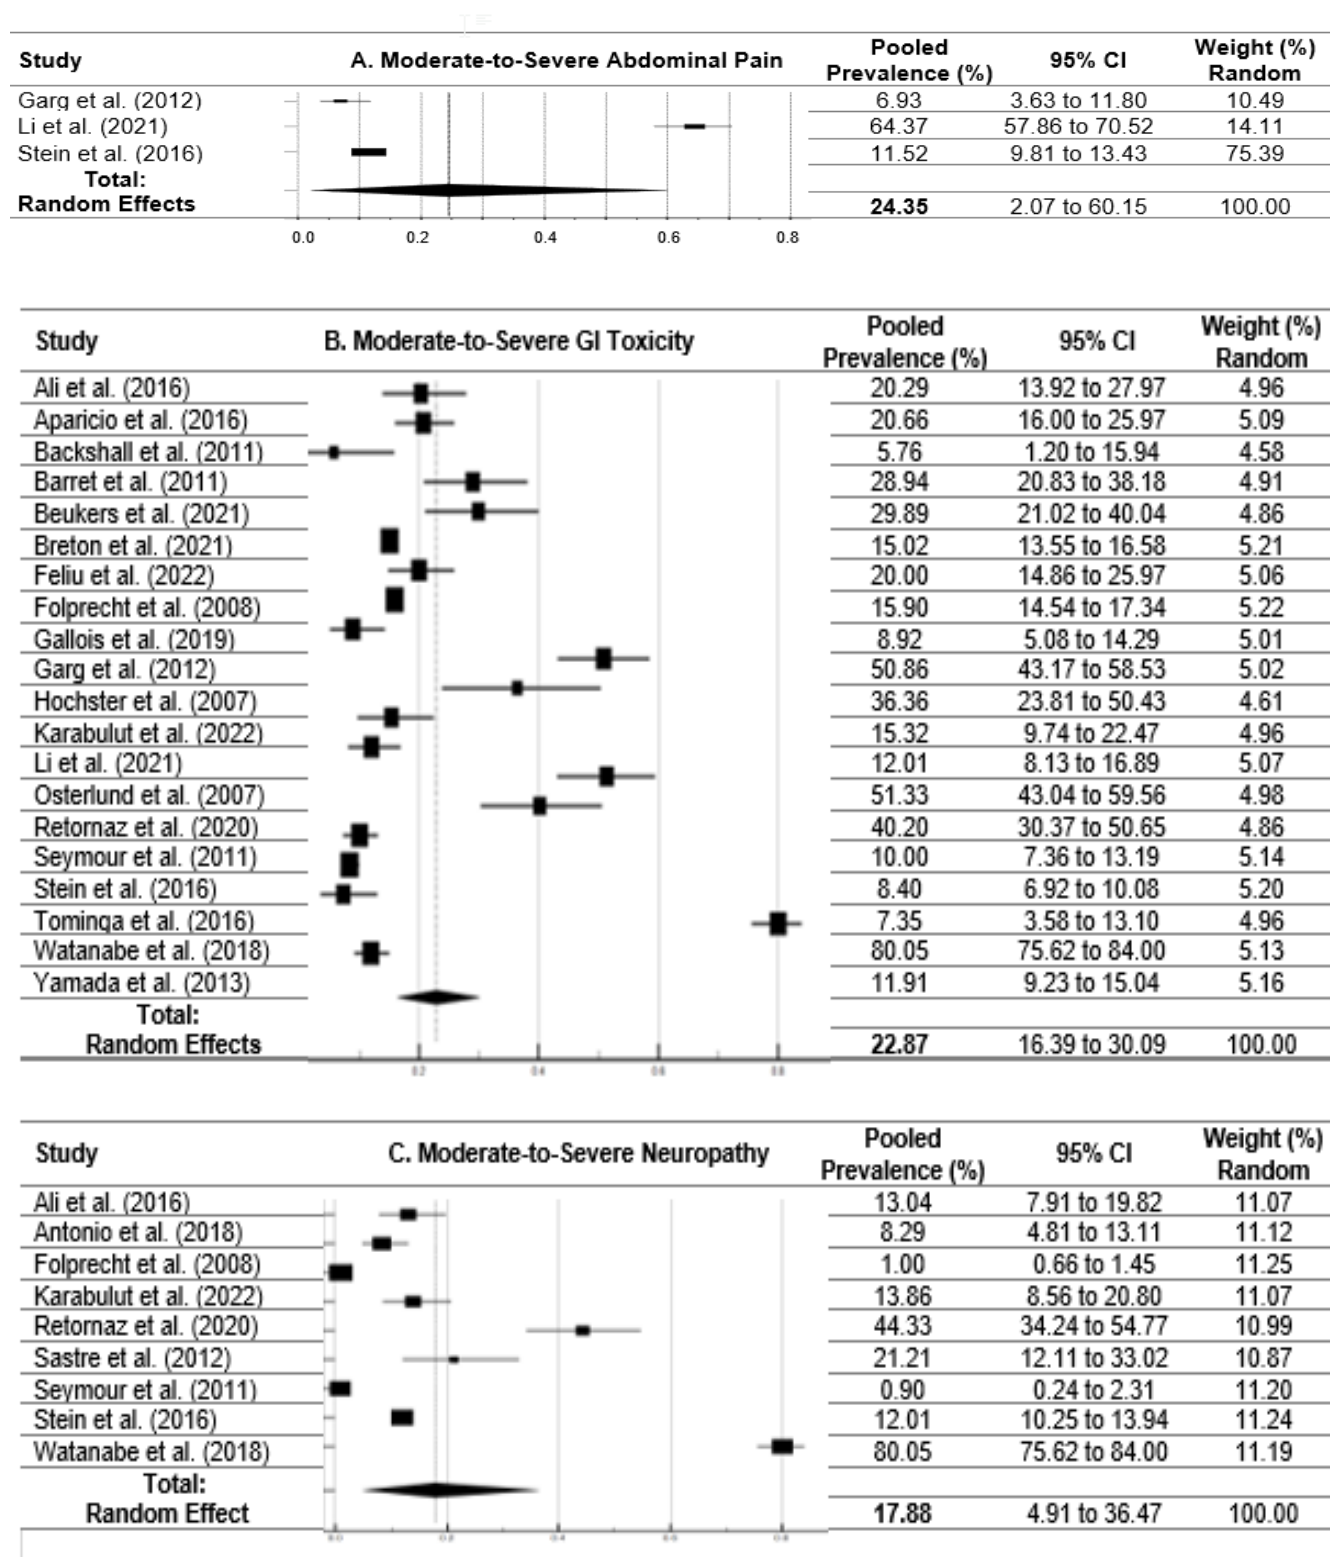 Study A. Moderate-to-Severe Abdominal Pain Pooled Prevalence (%) 95% CI Weight (%) Random
Garg et al. (2012) 6.93 3.63 to 11.80 10.49
Li et al. (2021) 64.37 57.86 to 70.52 14.11
Stein et al. (2016) 11.52 9.81 to 13.43 75.39
Total:
Random Effects 24.35 2.07 to 60.15 100.00
0.0 0.2 0.4 0.6 0.8
Study B. Moderate-to-Severe GI Toxicity Pooled Prevalence (%) 95% CI Weight (%) Random
Ali et al. (2016) 20.29 13.92 to 27.97 4.96
Aparicio et al. (2016) 20.66 16.00 to 25.97 5.09
Backshall et al. (2011) 5.76 1.20 to 15.94 4.58
Barret et al. (2011) 28.94 20.83 to 38.18 4.91
Beukers et al. (2021) 29.89 21.02 to 40.04 4.86
Breton et al. (2021) 15.02 13.55 to 16.58 5.21
Feliu et al. (2022) 20.00 14.86 to 25.97 5.06
Folprecht et al. (2008) 15.90 14.54 to 17.34 5.22
Gallois et al. (2019) 8.92 5.08 to 14.29 5.01
Garg et al. (2012) 50.86 43.17 to 58.53 5.02
Hochster et al. (2007) 36.36 23.81 to 50.43 4.61
Karabulut et al. (2022) 15.32 9.74 to 22.47 4.96
Li et al. (2021) 12.01 8.13 to 16.89 5.07
Osterlund et al. (2007) 51.33 43.04 to 59.56 4.98
Retornaz et al. (2020) 40.20 30.37 to 50.65 4.86
Seymour et al. (2011) 10.00 7.36 to 13.19 5.14
Stein et al. (2016) 8.40 6.92 to 10.08 5.20
Tominga et al. (2016) 7.35 3.58 to 13.10 4.96
Watanabe et al. (2018) 80.05 75.62 to 84.00 5.13
Yamada et al. (2013) 11.91 9.23 to 15.04 5.16
Total:
Random Effects 22.87 16.39 to 30.09 100.00
0.2 0.4 0.6 0.8
Study C. Moderate-to-Severe Neuropathy Pooled Prevalence (%) 95% CI Weight (%) Random
Ali et al. (2016) 13.04 7.91 to 19.82 11.07
Antonio et al. (2018) 8.29 4.81 to 13.11 11.12
Folprecht et al. (2008) 1.00 0.66 to 1.45 11.25
Karabulut et al. (2022) 13.86 8.56 to 20.80 11.07
Retornaz et al. (2020) 44.33 34.24 to 54.77 10.99
Sastre et al. (2012) 21.21 12.11 to 33.02 10.87
Seymour et al. (2011) 0.90 0.24 to 2.31 11.20
Stein et al. (2016) 12.01 10.25 to 13.94 11.24
Watanabe et al. (2018) 80.05 75.62 to 84.00 11.19
Total:
Random Effect 17.88 4.91 to 36.47 100.00
0.0 0.2 0.4 0.6 0.8